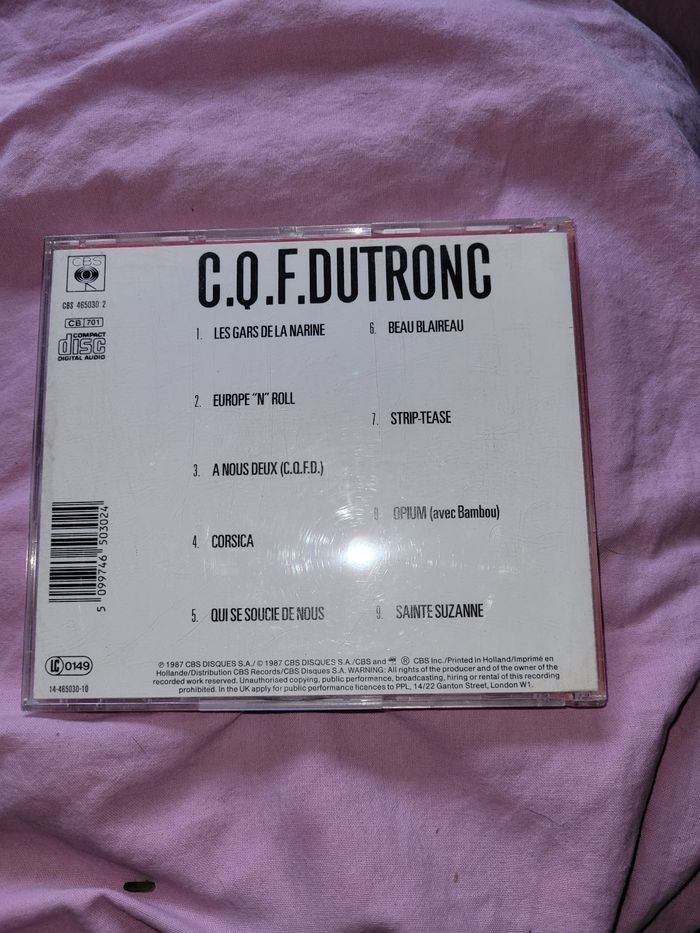 CBS
CBS 465030 2
CB 701
COMPACT
disc
DIGITAL AUDIO
C.Q.F.DUTRONC
1. LES GARS DE LA NARINE
2. EUROPE "N" ROLL
3. A NOUS DEUX (C.Q.F.D.)
4. CORSICA
5. QUI SE SOUCIE DE NOUS
6. BEAU BLAIREAU
7. STRIP-TEASE
8. OPIUM (avec Bambou)
9. SAINTE SUZANNE
5 099746 503024
LC 0149
14-465030-10
℗ 1987 CBS DISQUES S.A./ © 1987 CBS DISQUES S.A./CBS and ® CBS Inc./Printed in Holland/Imprimé en
Hollande/Distribution CBS Records/CBS Disques S.A. WARNING: All rights of the producer and of the owner of the
recorded work reserved. Unauthorised copying, public performance, broadcasting, hiring or rental of this recording
prohibited. In the UK apply for public performance licences to PPL, 14/22 Ganton Street, London W1.